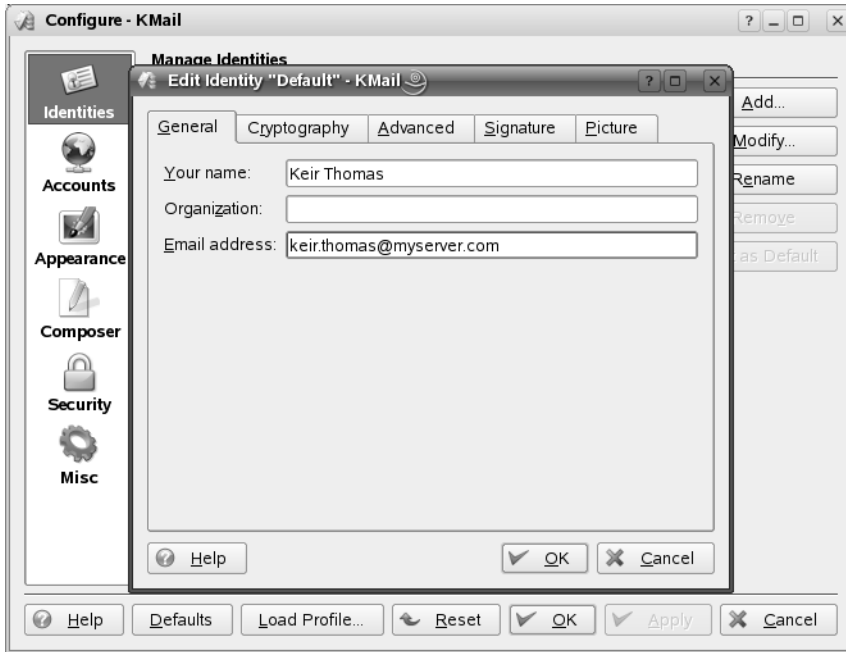 Configure - KMail
Manage Identities
Edit Identity "Default" - KMail
Identities
Accounts
Appearance
Composer
Security
Misc
General
Cryptography
Advanced
Signature
Picture
Your name:
Keir Thomas
Organization:
Email address:
keir.thomas@myserver.com
Help
OK
Cancel
Add...
Modify...
Rename
Remove
as Default
Help
Defaults
Load Profile...
Reset
OK
Apply
Cancel